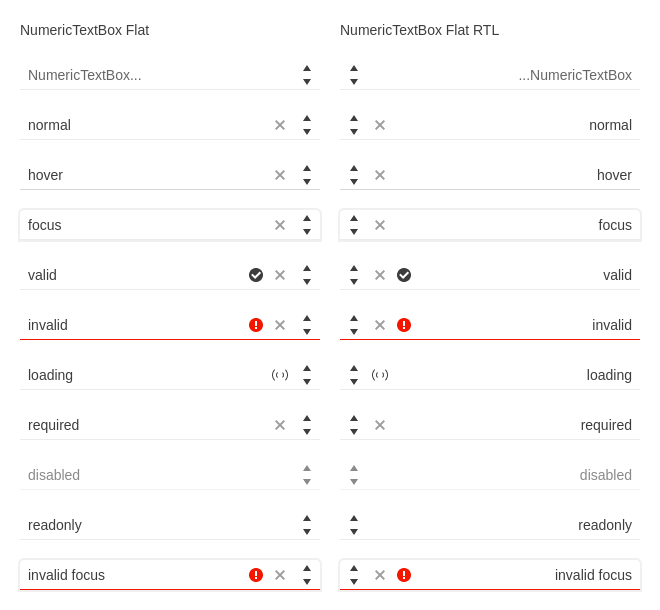 NumericTextBox Flat
NumericTextBox...
normal
hover
focus
valid
invalid
loading
required
disabled
readonly
invalid focus
NumericTextBox Flat RTL
...NumericTextBox
normal
hover
focus
valid
invalid
loading
required
disabled
readonly
invalid focus